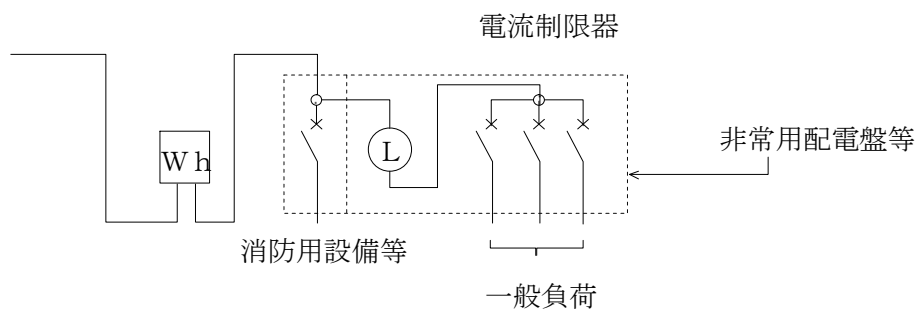 電流制限器
Wh
L
非常用配電盤等
消防用設備等
一般負荷